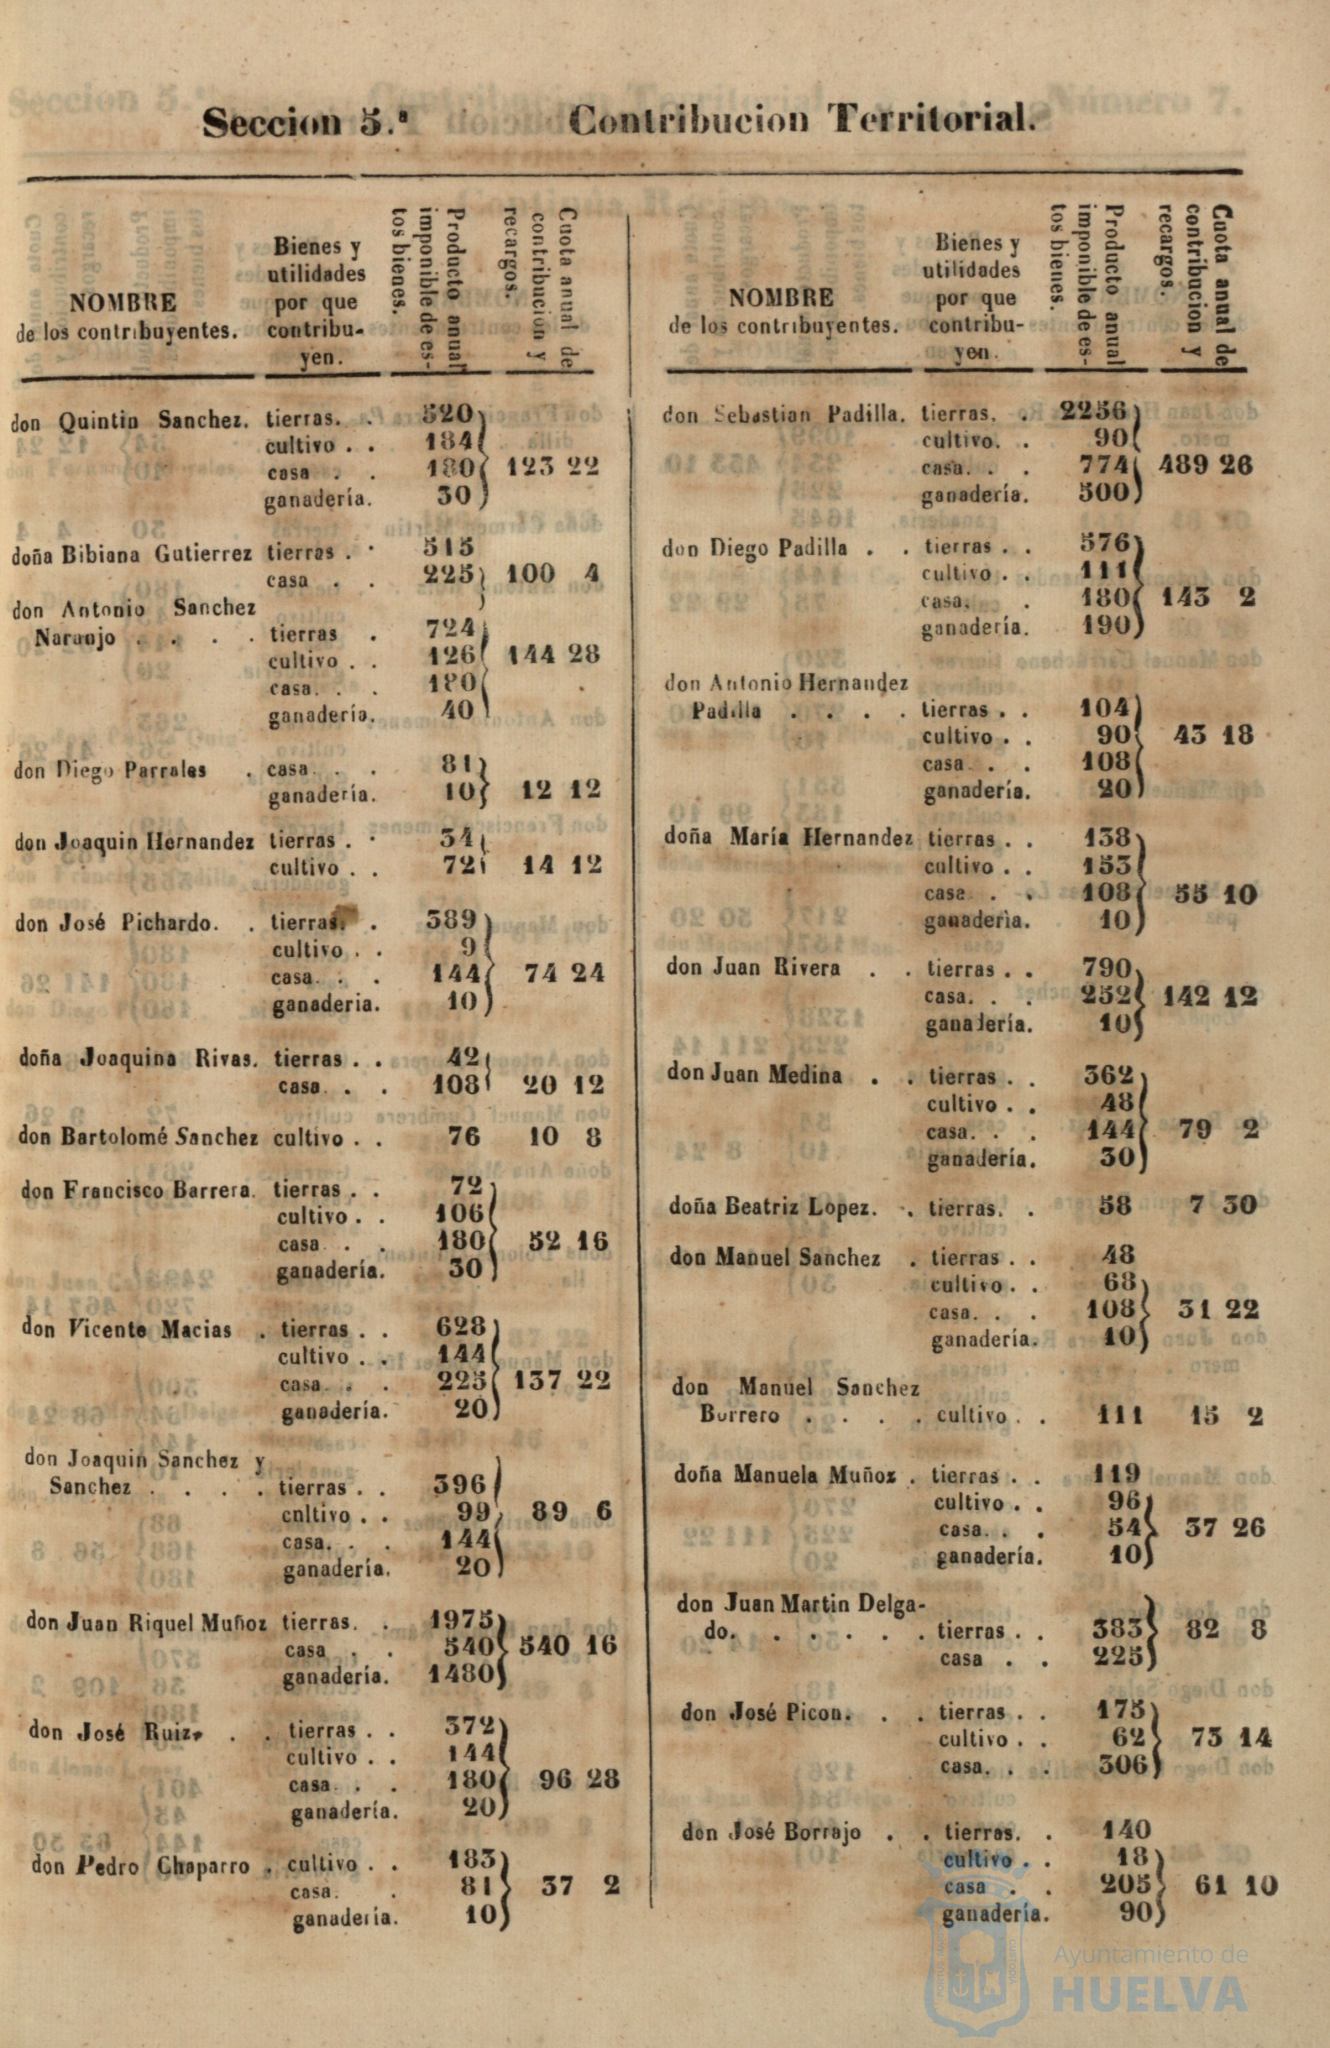 Seccion 5.ª Contribucion Territorial.
NOMBRE
de los contribuyentes.
Bienes y
utilidades
por que
contribu-
yen.
Producto anual
imponible de es-
tos bienes.
Cuota anual de
contribucion y
recargos.
don Quintin Sanchez. tierras. . 520
cultivo . . 184
casa . . 180 123 22
ganadería. 30
doña Bibiana Gutierrez tierras . . 515
casa . . 225 100 4
don Antonio Sanchez
Naranjo . . . . tierras . 724
cultivo . . 126 144 28
casa. . . 180
ganadería. 40
don Diego Parrales . casa. . . 81
ganadería. 10 12 12
don Joaquin Hernandez tierras . . 34
cultivo . . 72 14 12
don José Pichardo. . tierras. . 389
cultivo . . 9
casa. . . 144 74 24
ganaderia. 10
doña Joaquina Rivas. tierras . . 42
casa. . . 108 20 12
don Bartolomé Sanchez cultivo . . 76 10 8
don Francisco Barrera. tierras . . 72
cultivo . . 106
casa . . 180 52 16
ganadería. 30
don Vicente Macias . tierras . . 628
cultivo . . 144
casa. . . 225 137 22
ganadería. 20
don Joaquin Sanchez y
Sanchez . . . . tierras . . 396
cnltivo . . 99 89 6
casa. . . 144
ganadería. 20
don Juan Riquel Muñoz tierras. . 1975
casa . . 540 540 16
ganadería. 1480
don José Ruiz. . . tierras . . 372
cultivo . . 144
casa. . . 180 96 28
ganadería. 20
don Pedro Chaparro . cultivo . . 183
casa. . 81 37 2
ganadería. 10
NOMBRE
de los contribuyentes.
Bienes y
utilidades
por que
contribu-
yen.
Producto anual
imponible de es-
tos bienes.
Cuota anual de
contribucion y
recargos.
don Sebastian Padilla. tierras. . 2256
cultivo. . 90
casa. . . 774 489 26
ganadería. 500
don Diego Padilla . . tierras . . 576
cultivo . . 111
casa. . 180 143 2
ganadería. 190
don Antonio Hernandez
Padilla . . . . tierras . . 104
cultivo . . 90 43 18
casa. . . 108
ganadería. 20
doña María Hernandez tierras . . 138
cultivo . . 153
casa . . 108 55 10
ganadería. 10
don Juan Rivera . . tierras . . 790
casa. . . 252 142 12
ganadería. 10
don Juan Medina . . tierras . . 362
cultivo . . 48
casa. . . 144 79 2
ganadería. 30
doña Beatriz Lopez. . tierras. . 58 7 30
don Manuel Sanchez . tierras . . 48
cultivo . . 68
casa. . . 108 31 22
ganadería. 10
don Manuel Sanchez
Borrero . . . . cultivo . . 111 15 2
doña Manuela Muñoz . tierras . . 119
cultivo . . 96
casa. . . 54 37 26
ganadería. 10
don Juan Martin Delga-
do. . . . . . tierras . . 383 82 8
casa . . 225
don José Picon. . . tierras . . 175
cultivo . . 62 73 14
casa. . . 306
don José Borrajo . . tierras. . 140
cultivo . . 18
casa . . 205 61 10
ganadería. 90
Ayuntamiento de
HUELVA